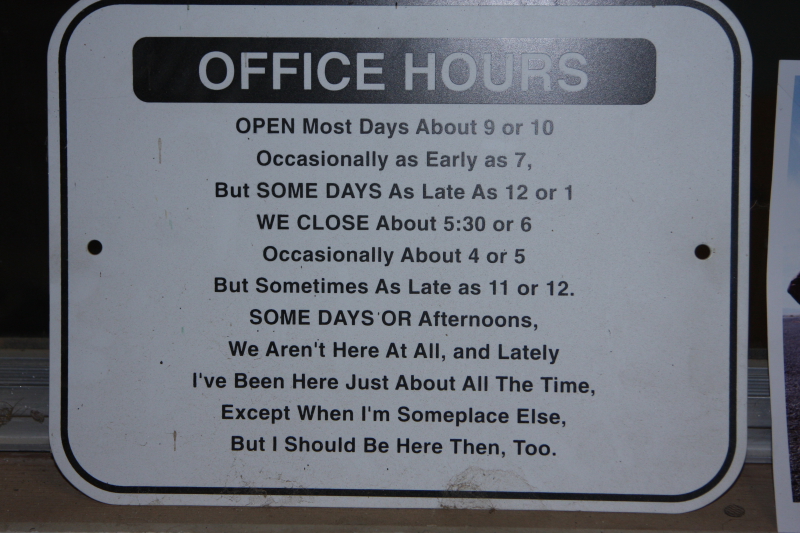 OFFICE HOURS
OPEN Most Days About 9 or 10
Occasionally as Early as 7,
But SOME DAYS As Late As 12 or 1
WE CLOSE About 5:30 or 6
Occasionally About 4 or 5
But Sometimes As Late as 11 or 12.
SOME DAYS OR Afternoons,
We Aren't Here At All, and Lately
I've Been Here Just About All The Time,
Except When I'm Someplace Else,
But I Should Be Here Then, Too.